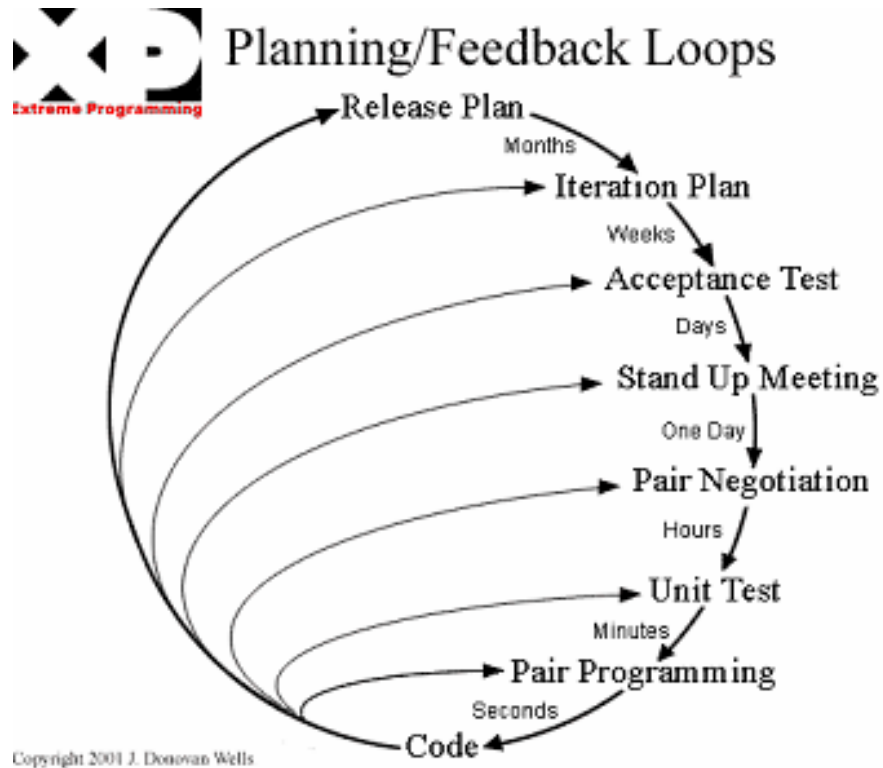 XP
Extreme Programming
Planning/Feedback Loops
Release Plan
Months
Iteration Plan
Weeks
Acceptance Test
Days
Stand Up Meeting
One Day
Pair Negotiation
Hours
Unit Test
Minutes
Pair Programming
Seconds
Code
Copyright 2001 J. Donovan Wells